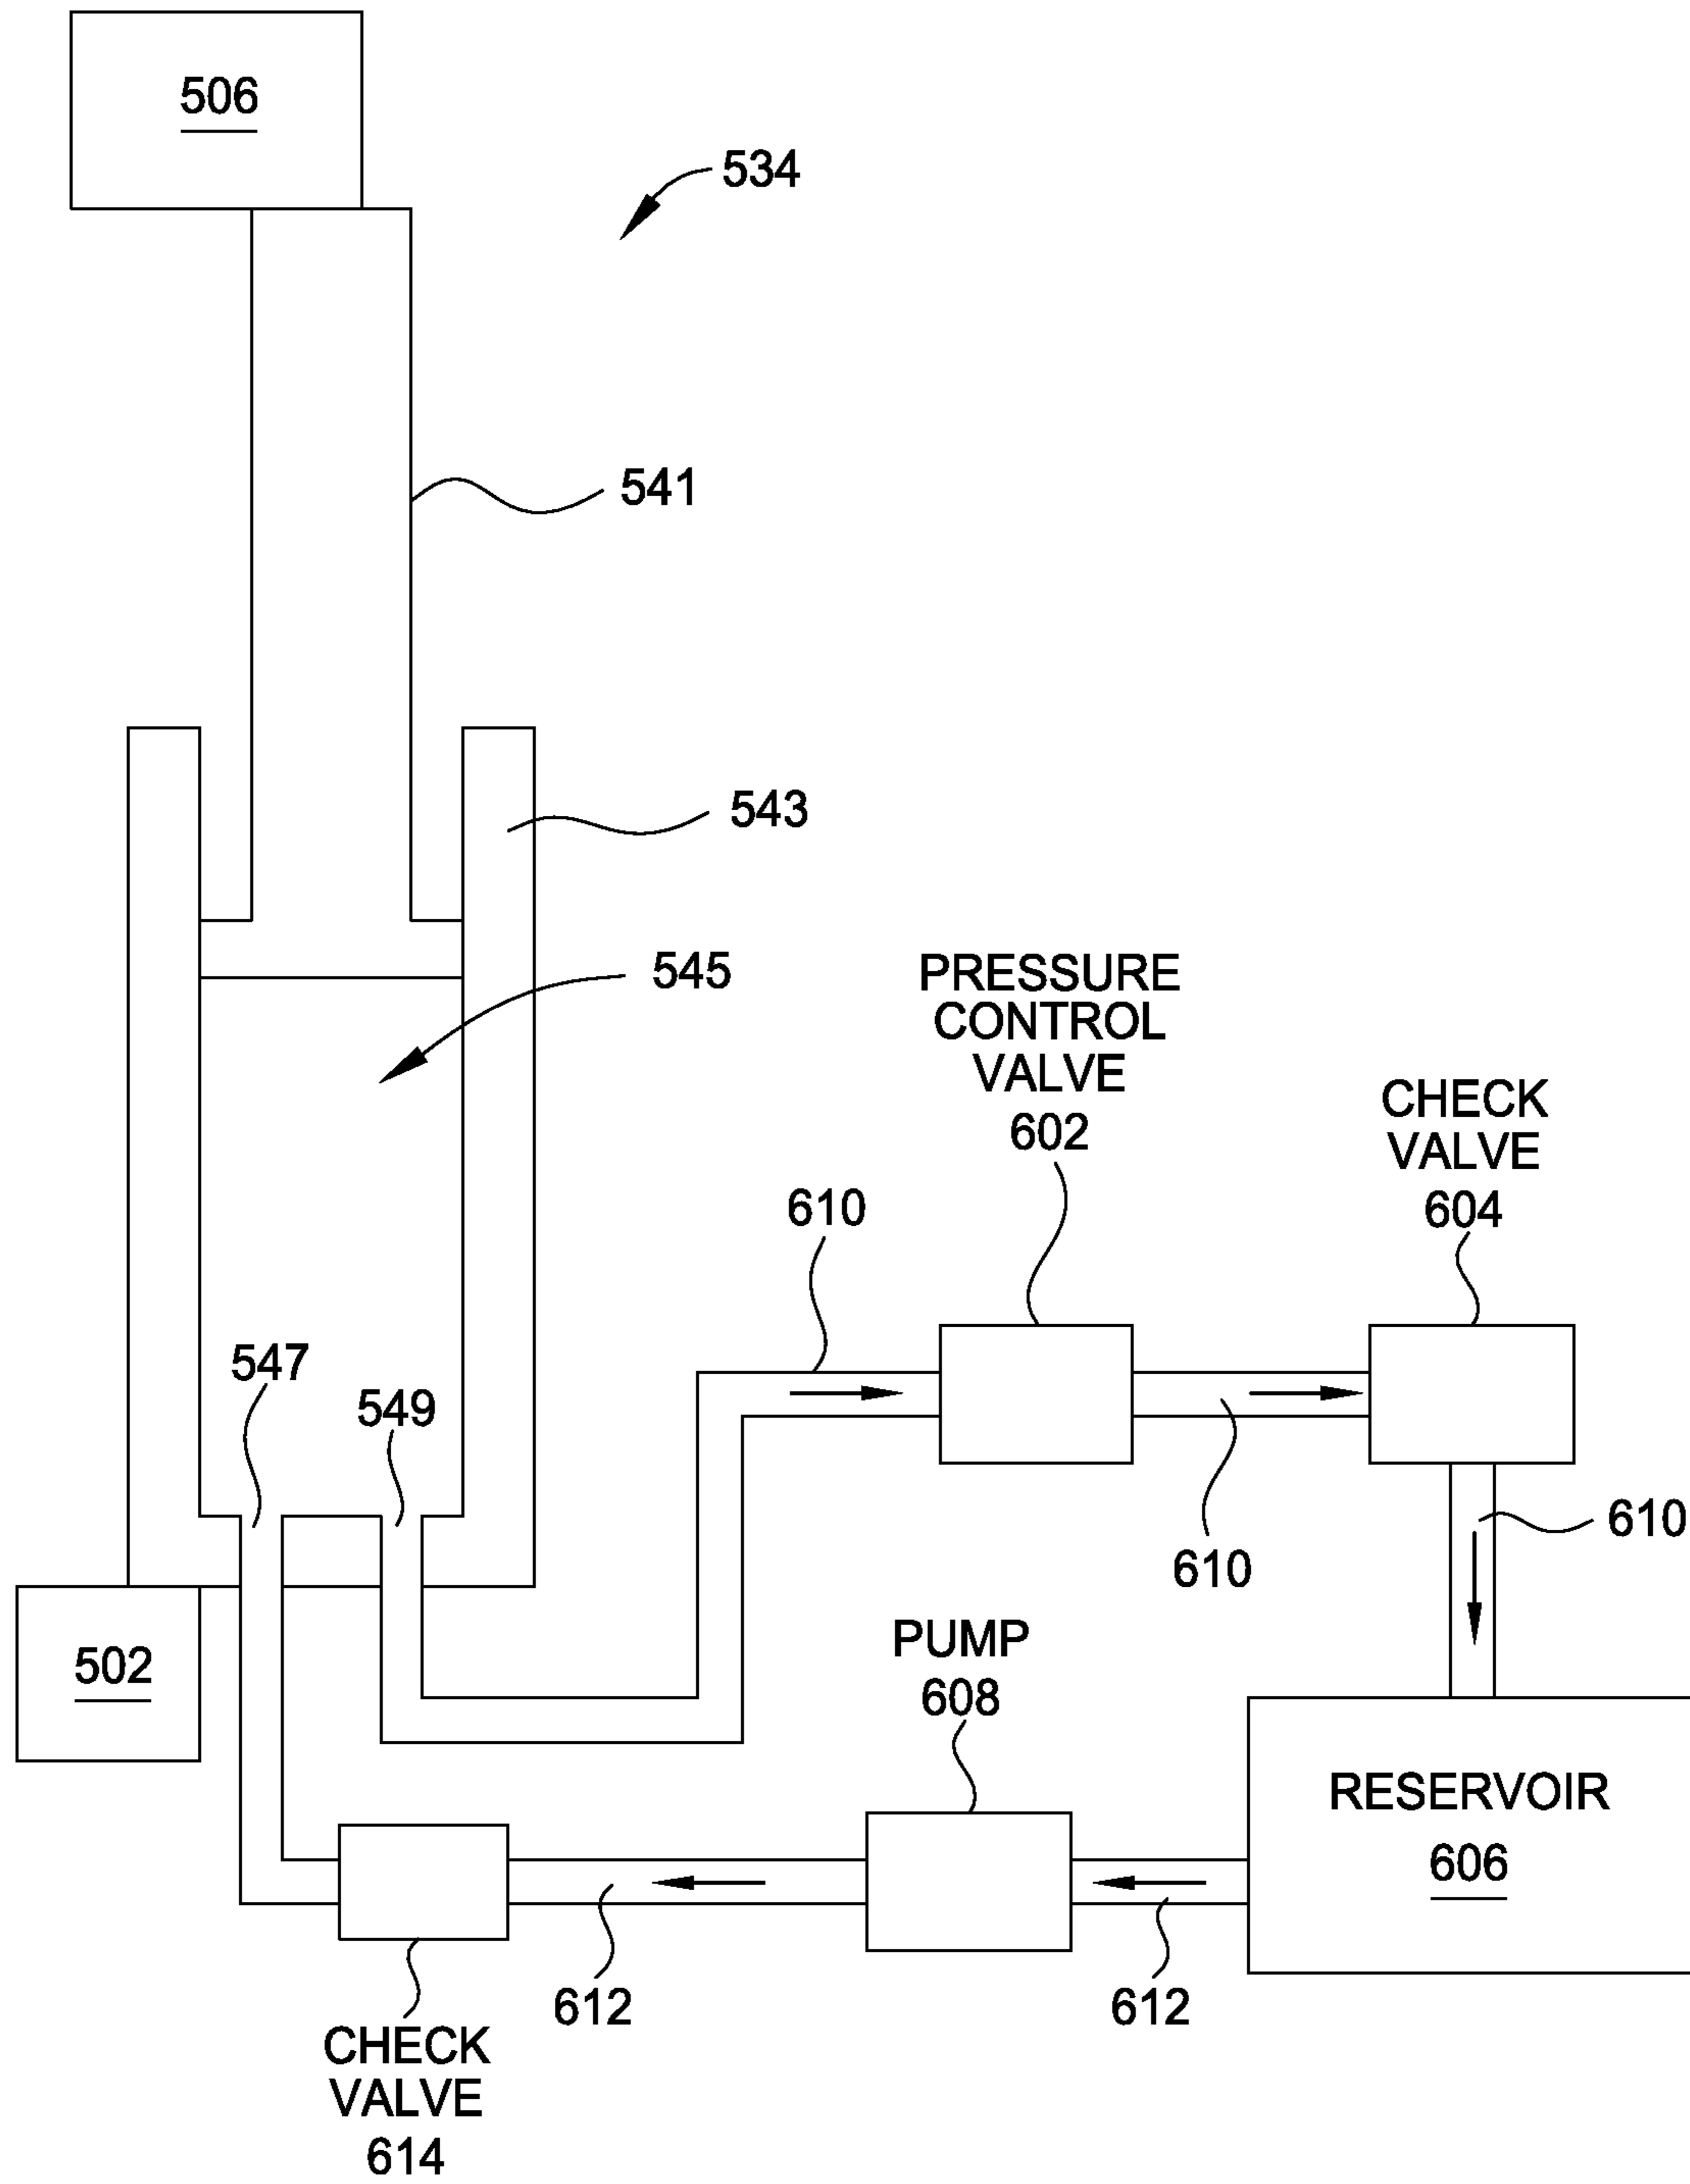 506
534
541
543
545
PRESSURE
CONTROL
VALVE
602
CHECK
VALVE
604
610
547
549
610
610
502
PUMP
608
RESERVOIR
606
612
612
CHECK
VALVE
614